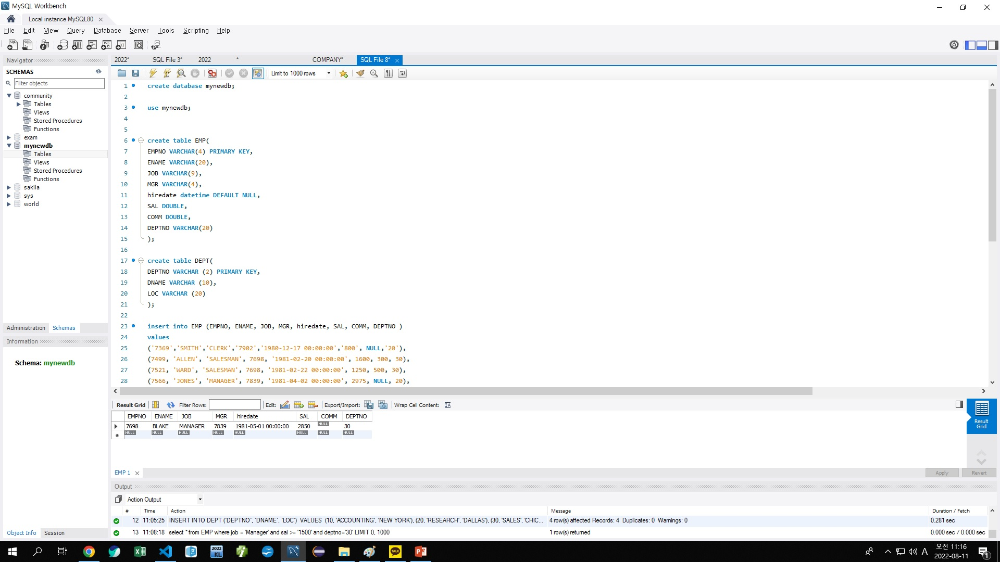 MySQL Workbench
Local instance MySQL80
File Edit View Query Database Server Tools Scripting Help
Navigator
SCHEMAS
Filter objects
community
Tables
Views
Stored Procedures
Functions
exam
mynewdb
Tables
Views
Stored Procedures
Functions
sakila
sys
world
Administration Schemas
Information
Schema: mynewdb
Object Info Session
2022* SQL File 3* 2022 * COMPANY* SQL File 8*
Limit to 1000 rows
1 create database mynewdb;
2
3 use mynewdb;
4
5
6 create table EMP(
7 EMPNO VARCHAR(4) PRIMARY KEY,
8 ENAME VARCHAR(20),
9 JOB VARCHAR(9),
10 MGR VARCHAR(4),
11 hiredate datetime DEFAULT NULL,
12 SAL DOUBLE,
13 COMM DOUBLE,
14 DEPTNO VARCHAR(20)
15 );
16
17 create table DEPT(
18 DEPTNO VARCHAR (2) PRIMARY KEY,
19 DNAME VARCHAR (10),
20 LOC VARCHAR (20)
21 );
22
23 insert into EMP (EMPNO, ENAME, JOB, MGR, hiredate, SAL, COMM, DEPTNO )
24 values
25 ('7369','SMITH','CLERK','7902','1980-12-17 00:00:00','800', NULL,'20'),
26 (7499, 'ALLEN', 'SALESMAN', 7698, '1981-02-20 00:00:00', 1600, 300, 30),
27 (7521, 'WARD', 'SALESMAN', 7698, '1981-02-22 00:00:00', 1250, 500, 30),
28 (7566, 'JONES', 'MANAGER', 7839, '1981-04-02 00:00:00', 2975, NULL, 20),
Result Grid Filter Rows: Edit: Export/Import: Wrap Cell Content:
EMPNO ENAME JOB MGR hiredate SAL COMM DEPTNO
7698 BLAKE MANAGER 7839 1981-05-01 00:00:00 2850 NULL 30
NULL NULL NULL NULL NULL NULL NULL NULL
Result
Grid
EMP 1
Apply Revert
Output
Action Output
# Time Action Message Duration / Fetch
12 11:05:25 INSERT INTO DEPT (`DEPTNO`, `DNAME`, `LOC`) VALUES (10, 'ACCOUNTING', 'NEW YORK'), (20, 'RESEARCH', 'DALLAS'), (30, 'SALES', 'CHIC... 4 row(s) affected Records: 4 Duplicates: 0 Warnings: 0 0.281 sec
13 11:08:18 select * from EMP where job = 'Manager' and sal >= '1500' and deptno='30' LIMIT 0, 1000 1 row(s) returned 0.000 sec / 0.000 sec
2022
KL
TALK
A
오전 11:16
2022-08-11
1